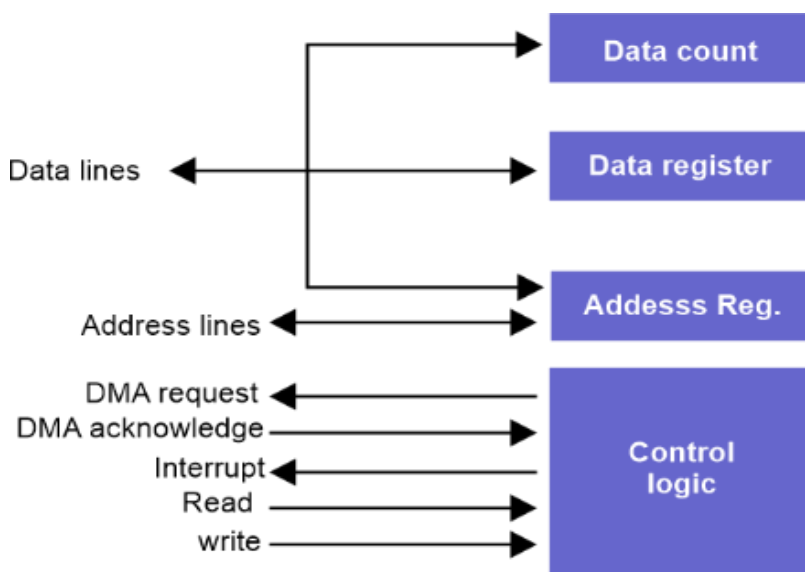 Data count
Data lines
Data register
Addesss Reg.
Address lines
DMA request
DMA acknowledge
Interrupt
Read
write
Control
logic